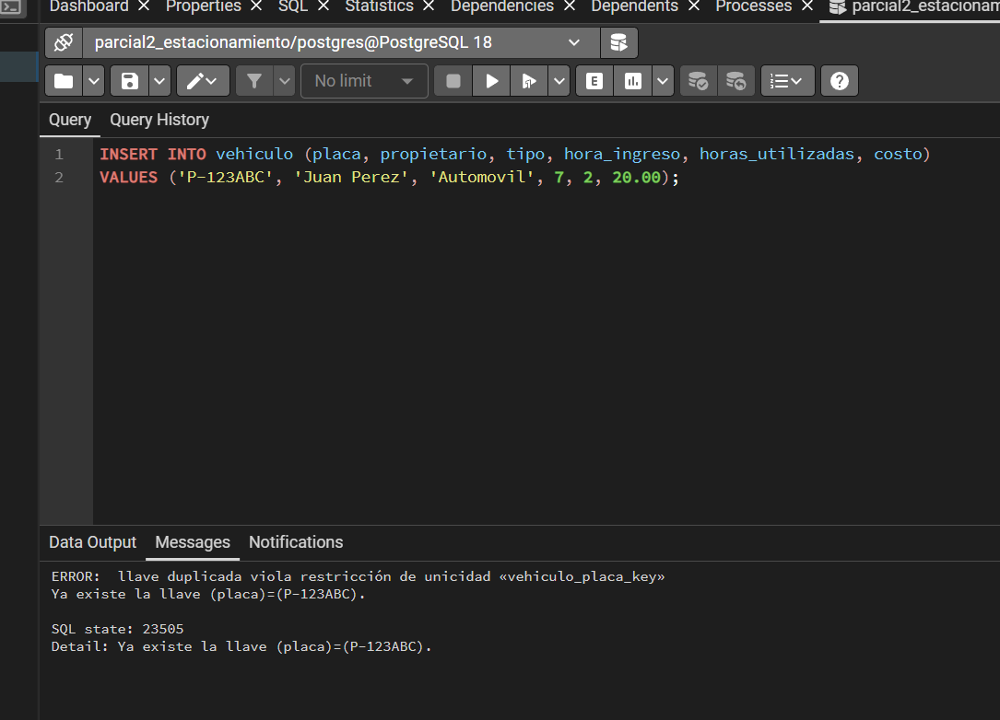 Dashboard Properties SQL Statistics Dependencies Dependents Processes parcial2_estacionam
parcial2_estacionamiento/postgres@PostgreSQL 18
No limit E
Query Query History
1 INSERT INTO vehiculo (placa, propietario, tipo, hora_ingreso, horas_utilizadas, costo)
2 VALUES ('P-123ABC', 'Juan Perez', 'Automovil', 7, 2, 20.00);
Data Output Messages Notifications
ERROR:  llave duplicada viola restricción de unicidad «vehiculo_placa_key»
Ya existe la llave (placa)=(P-123ABC).
SQL state: 23505
Detail: Ya existe la llave (placa)=(P-123ABC).